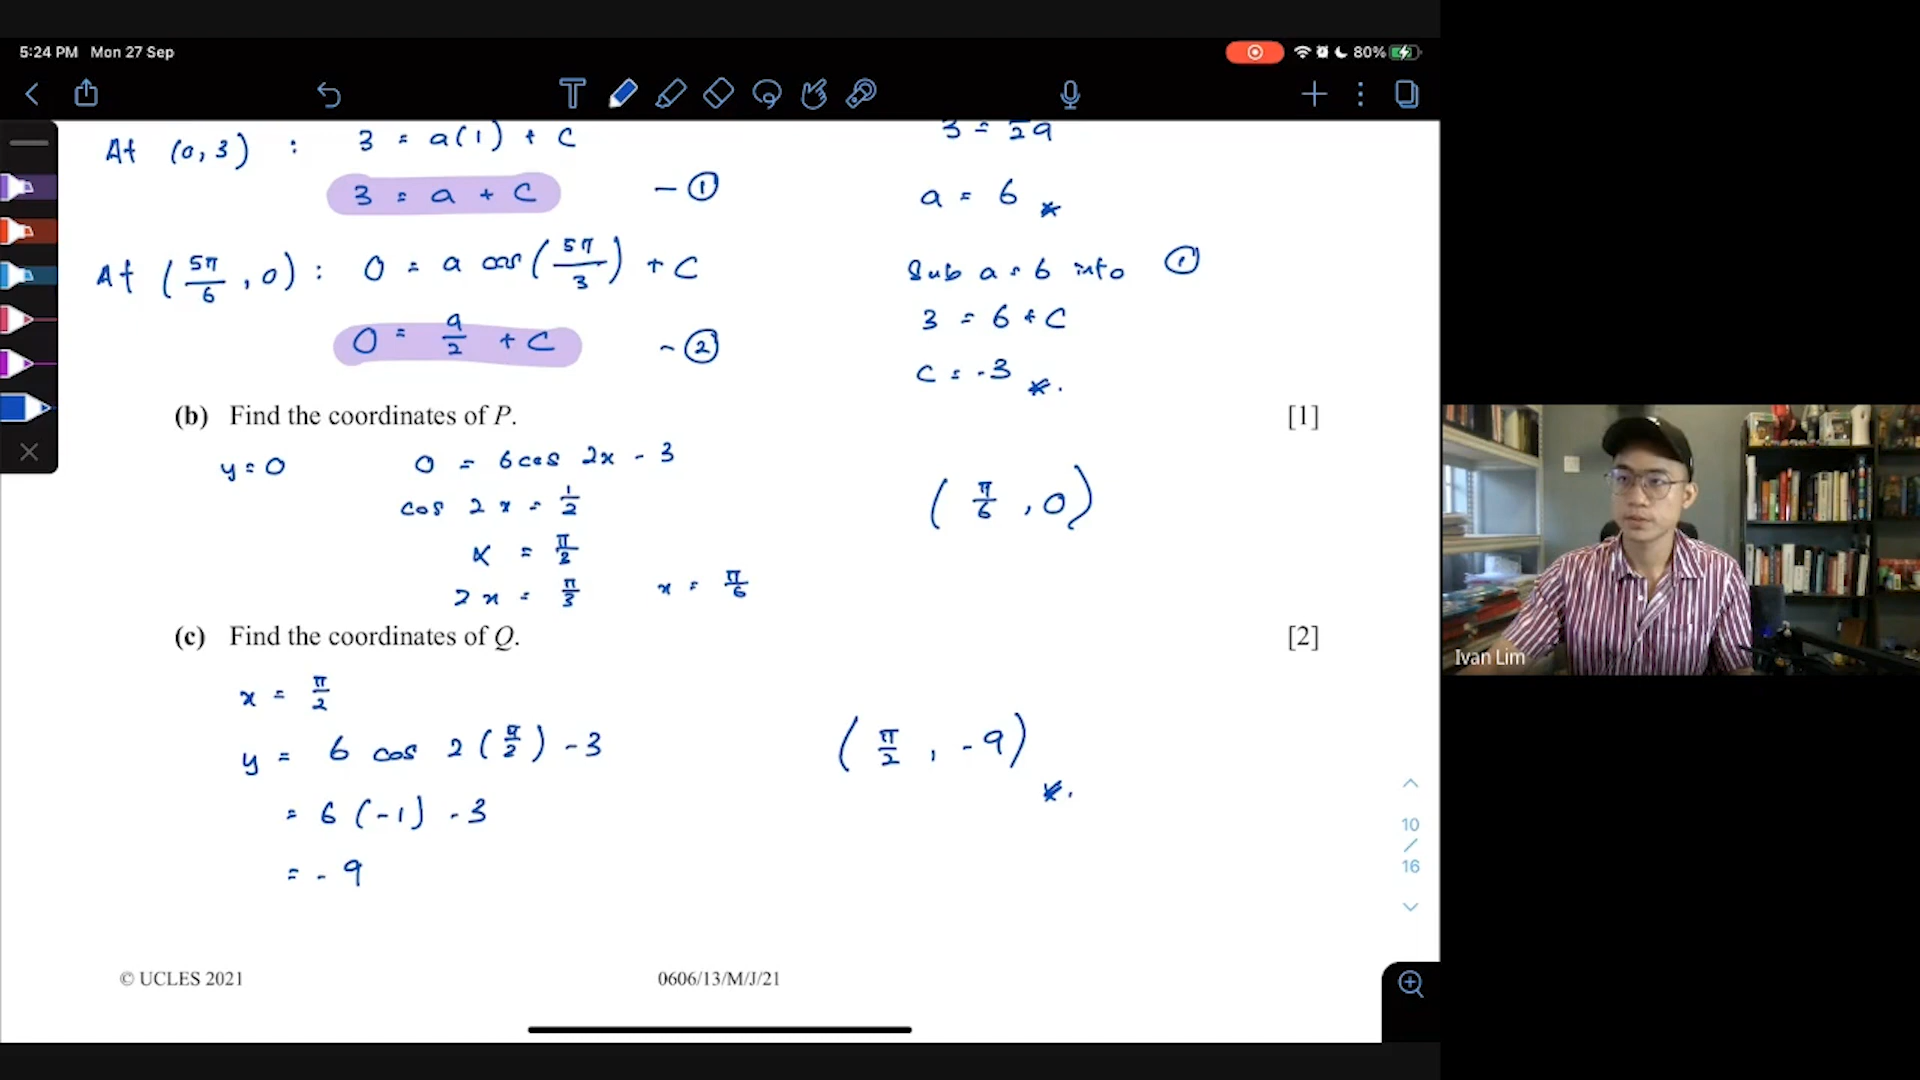 5:24 PM Mon 27 Sep
80%
At (0,3) : 3 = a(1) + c
3 = a + c — ①
At (5π/6, 0) : 0 = a cos(5π/3) + c
0 = a/2 + c — ②
3 = 1/2 a
a = 6
Sub a = 6 into ①
3 = 6 + c
c = -3
(b) Find the coordinates of P. [1]
y = 0
0 = 6 cos 2x - 3
cos 2x = 1/2
α = π/3
2x = π/3 x = π/6
(π/6, 0)
(c) Find the coordinates of Q. [2]
x = π/2
y = 6 cos 2(π/2) - 3
= 6(-1) - 3
= -9
(π/2, -9)
10
/
16
© UCLES 2021 0606/13/M/J/21
Ivan Lim